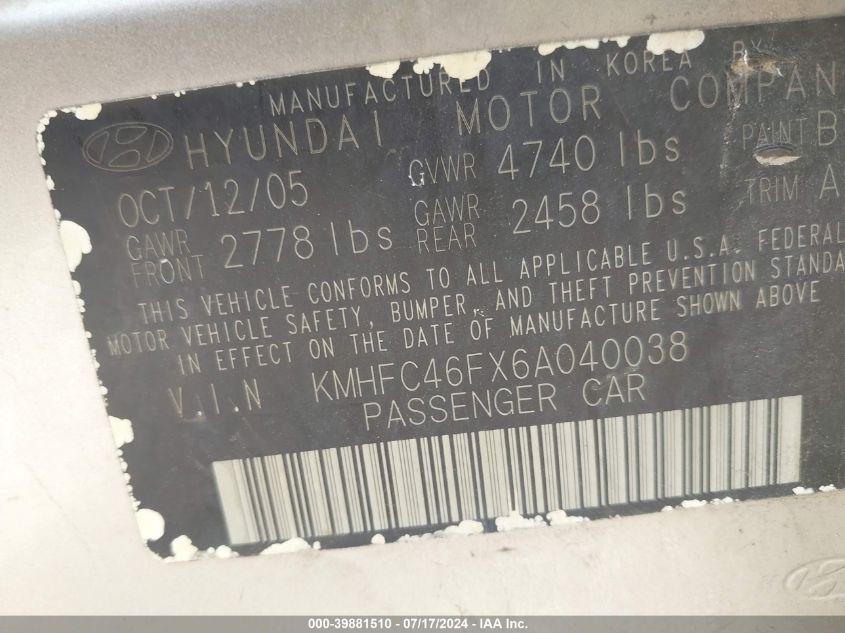 MANUFACTURED IN KOREA
HYUNDAI MOTOR COMPAN
OCT/12/05 GVWR 4740 lbs PAINT B
GAWR FRONT 2778 lbs GAWR REAR 2458 lbs TRIM A
THIS VEHICLE CONFORMS TO ALL APPLICABLE U.S.A. FEDERAL
MOTOR VEHICLE SAFETY, BUMPER, AND THEFT PREVENTION STANDA
IN EFFECT ON THE DATE OF MANUFACTURE SHOWN ABOVE
V.I.N KMHFC46FX6A040038
PASSENGER CAR
000-39881510 - 07/17/2024 - IAA, Inc.